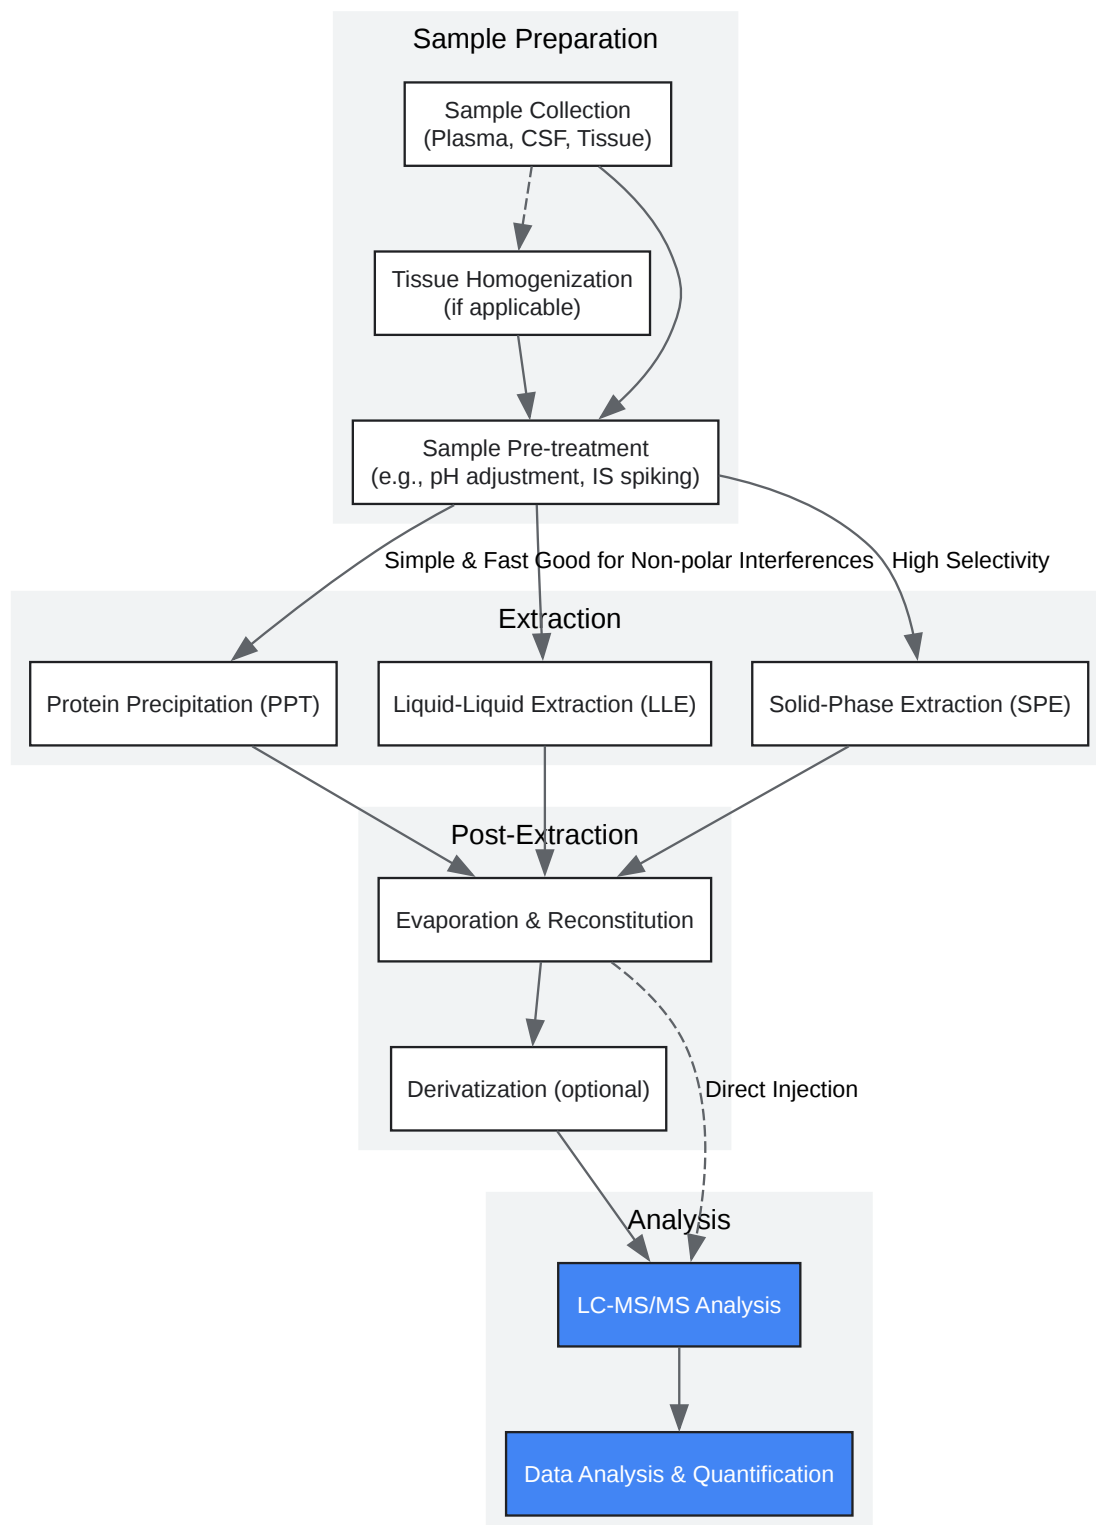 Sample Preparation
Sample Collection
(Plasma, CSF, Tissue)
Tissue Homogenization
(if applicable)
Sample Pre-treatment
(e.g., pH adjustment, IS spiking)
Simple & Fast
Good for Non-polar Interferences
High Selectivity
Extraction
Protein Precipitation (PPT)
Liquid-Liquid Extraction (LLE)
Solid-Phase Extraction (SPE)
Post-Extraction
Evaporation & Reconstitution
Derivatization (optional)
Direct Injection
Analysis
LC-MS/MS Analysis
Data Analysis & Quantification